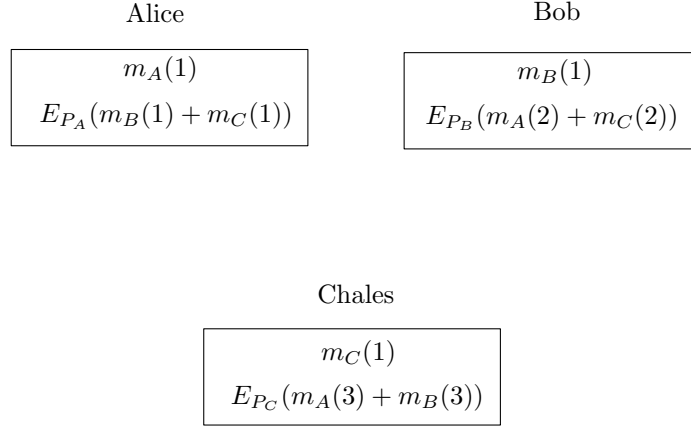 Alice
m_A(1)
E_{P_A}(m_B(1) + m_C(1))
Bob
m_B(1)
E_{P_B}(m_A(2) + m_C(2))
Chales
m_C(1)
E_{P_C}(m_A(3) + m_B(3))